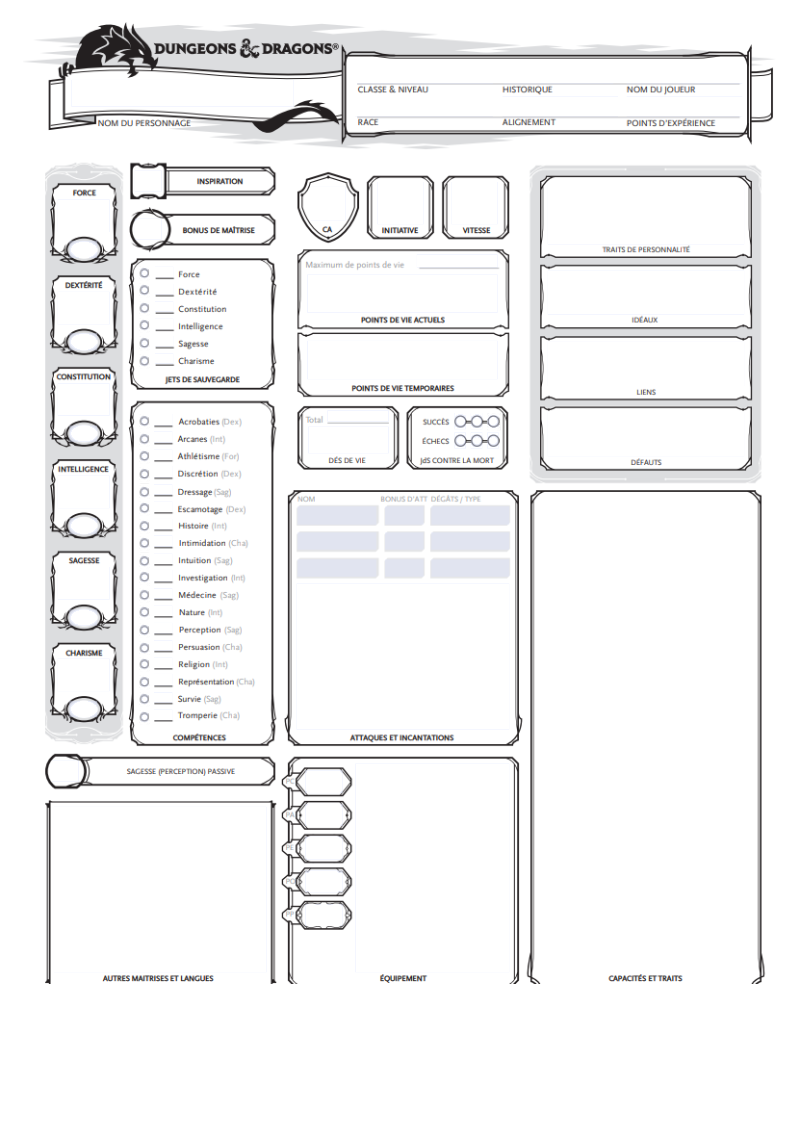 DUNGEONS & DRAGONS®
NOM DU PERSONNAGE
CLASSE & NIVEAU
HISTORIQUE
NOM DU JOUEUR
RACE
ALIGNEMENT
POINTS D'EXPÉRIENCE
FORCE
DEXTÉRITÉ
CONSTITUTION
INTELLIGENCE
SAGESSE
CHARISME
INSPIRATION
BONUS DE MAÎTRISE
Force
Dextérité
Constitution
Intelligence
Sagesse
Charisme
JETS DE SAUVEGARDE
Acrobaties (Dex)
Arcanes (Int)
Athlétisme (For)
Discrétion (Dex)
Dressage (Sag)
Escamotage (Dex)
Histoire (Int)
Intimidation (Cha)
Intuition (Sag)
Investigation (Int)
Médecine (Sag)
Nature (Int)
Perception (Sag)
Persuasion (Cha)
Religion (Int)
Représentation (Cha)
Survie (Sag)
Tromperie (Cha)
COMPÉTENCES
SAGESSE (PERCEPTION) PASSIVE
AUTRES MAITRISES ET LANGUES
CA
INITIATIVE
VITESSE
Maximum de points de vie
POINTS DE VIE ACTUELS
POINTS DE VIE TEMPORAIRES
Total
DÉS DE VIE
SUCCÈS
ÉCHECS
JdS CONTRE LA MORT
NOM BONUS D'ATT DÉGÂTS / TYPE
ATTAQUES ET INCANTATIONS
PC
PA
PE
PO
PP
ÉQUIPEMENT
TRAITS DE PERSONNALITÉ
IDÉAUX
LIENS
DÉFAUTS
CAPACITÉS ET TRAITS